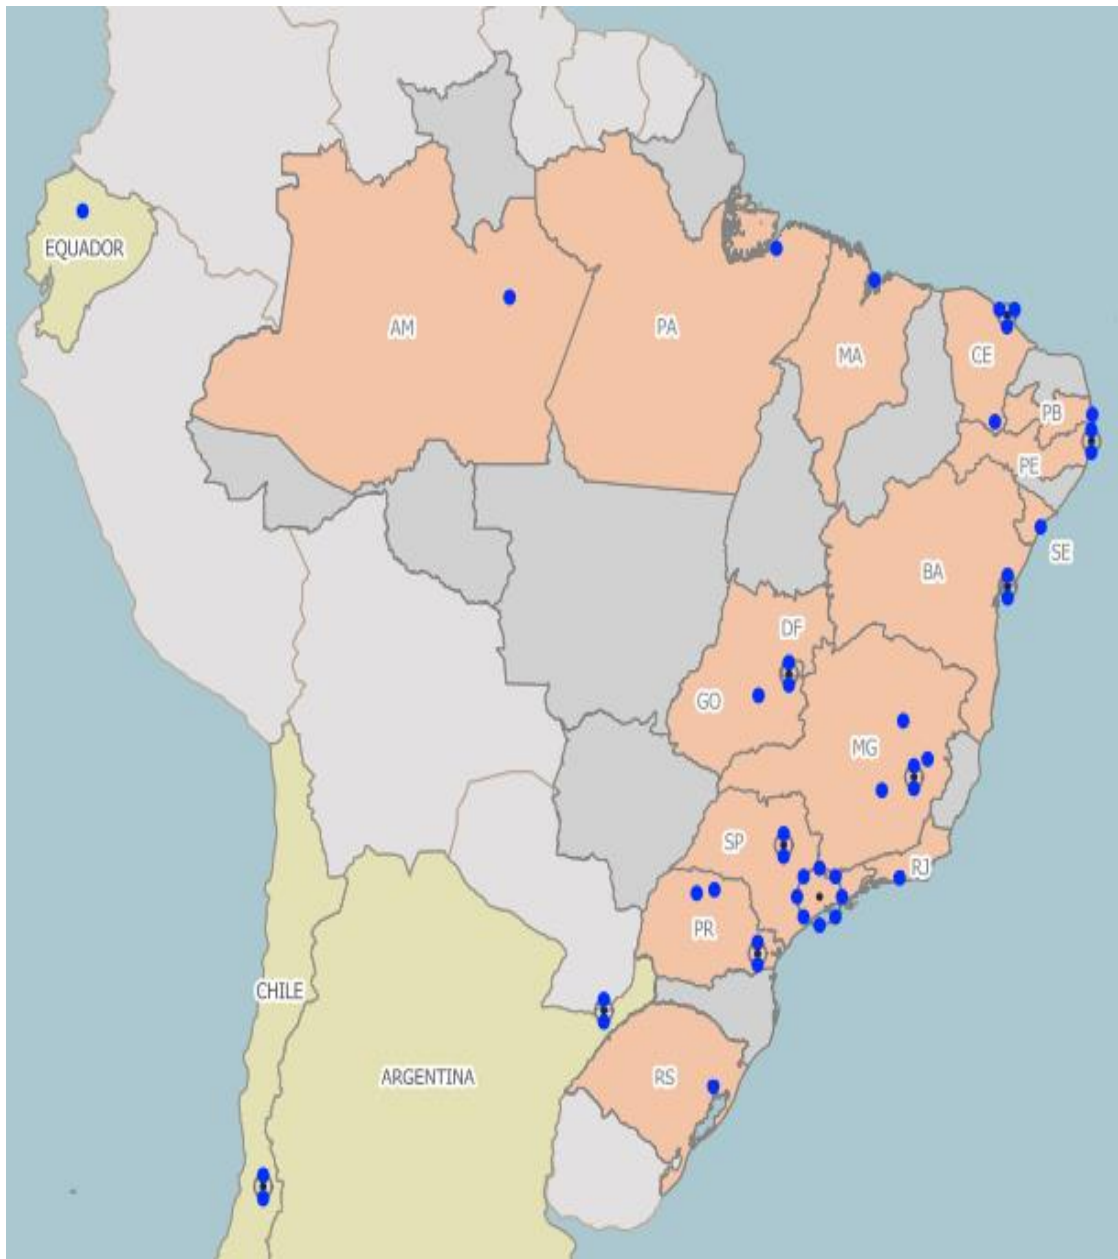 EQUADOR
AM
PA
MA
CE
PB
PE
SE
BA
DF
GO
MG
SP
RJ
PR
CHILE
ARGENTINA
RS